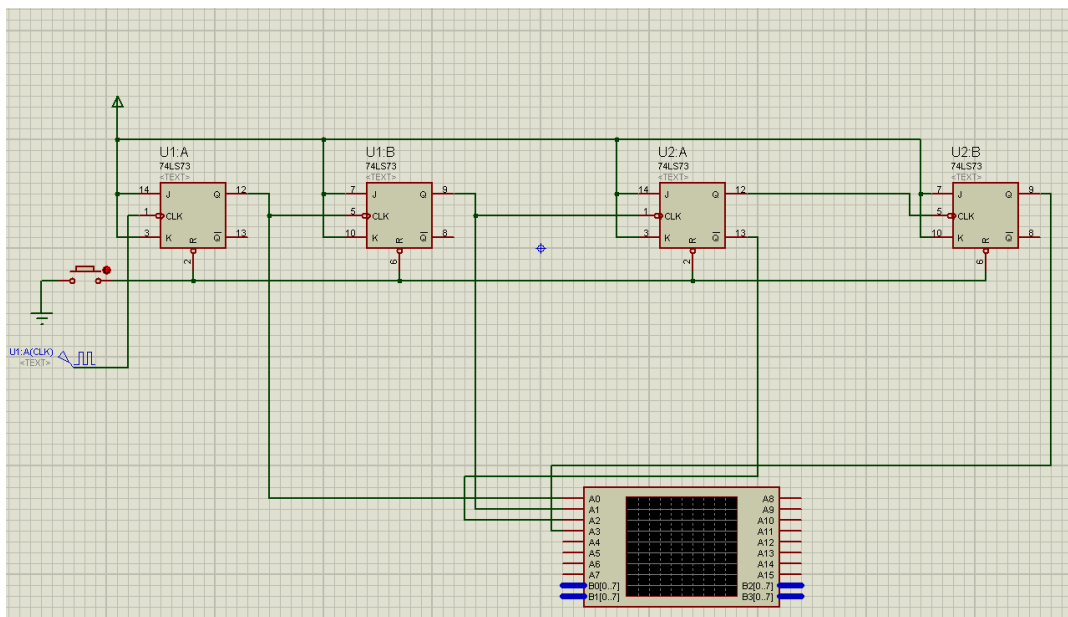 U1:A
74LS73
<TEXT>
14
J
Q
12
1
CLK
3
K
Q
13
R
2
U1:B
74LS73
<TEXT>
7
J
Q
9
5
CLK
10
K
Q
8
R
6
U2:A
74LS73
<TEXT>
14
J
Q
12
1
CLK
3
K
Q
13
R
2
U2:B
74LS73
<TEXT>
7
J
Q
9
5
CLK
10
K
Q
8
R
6
U1:A(CLK)
<TEXT>
A0
A1
A2
A3
A4
A5
A6
A7
B0[0..7]
B1[0..7]
A8
A9
A10
A11
A12
A13
A14
A15
B2[0..7]
B3[0..7]